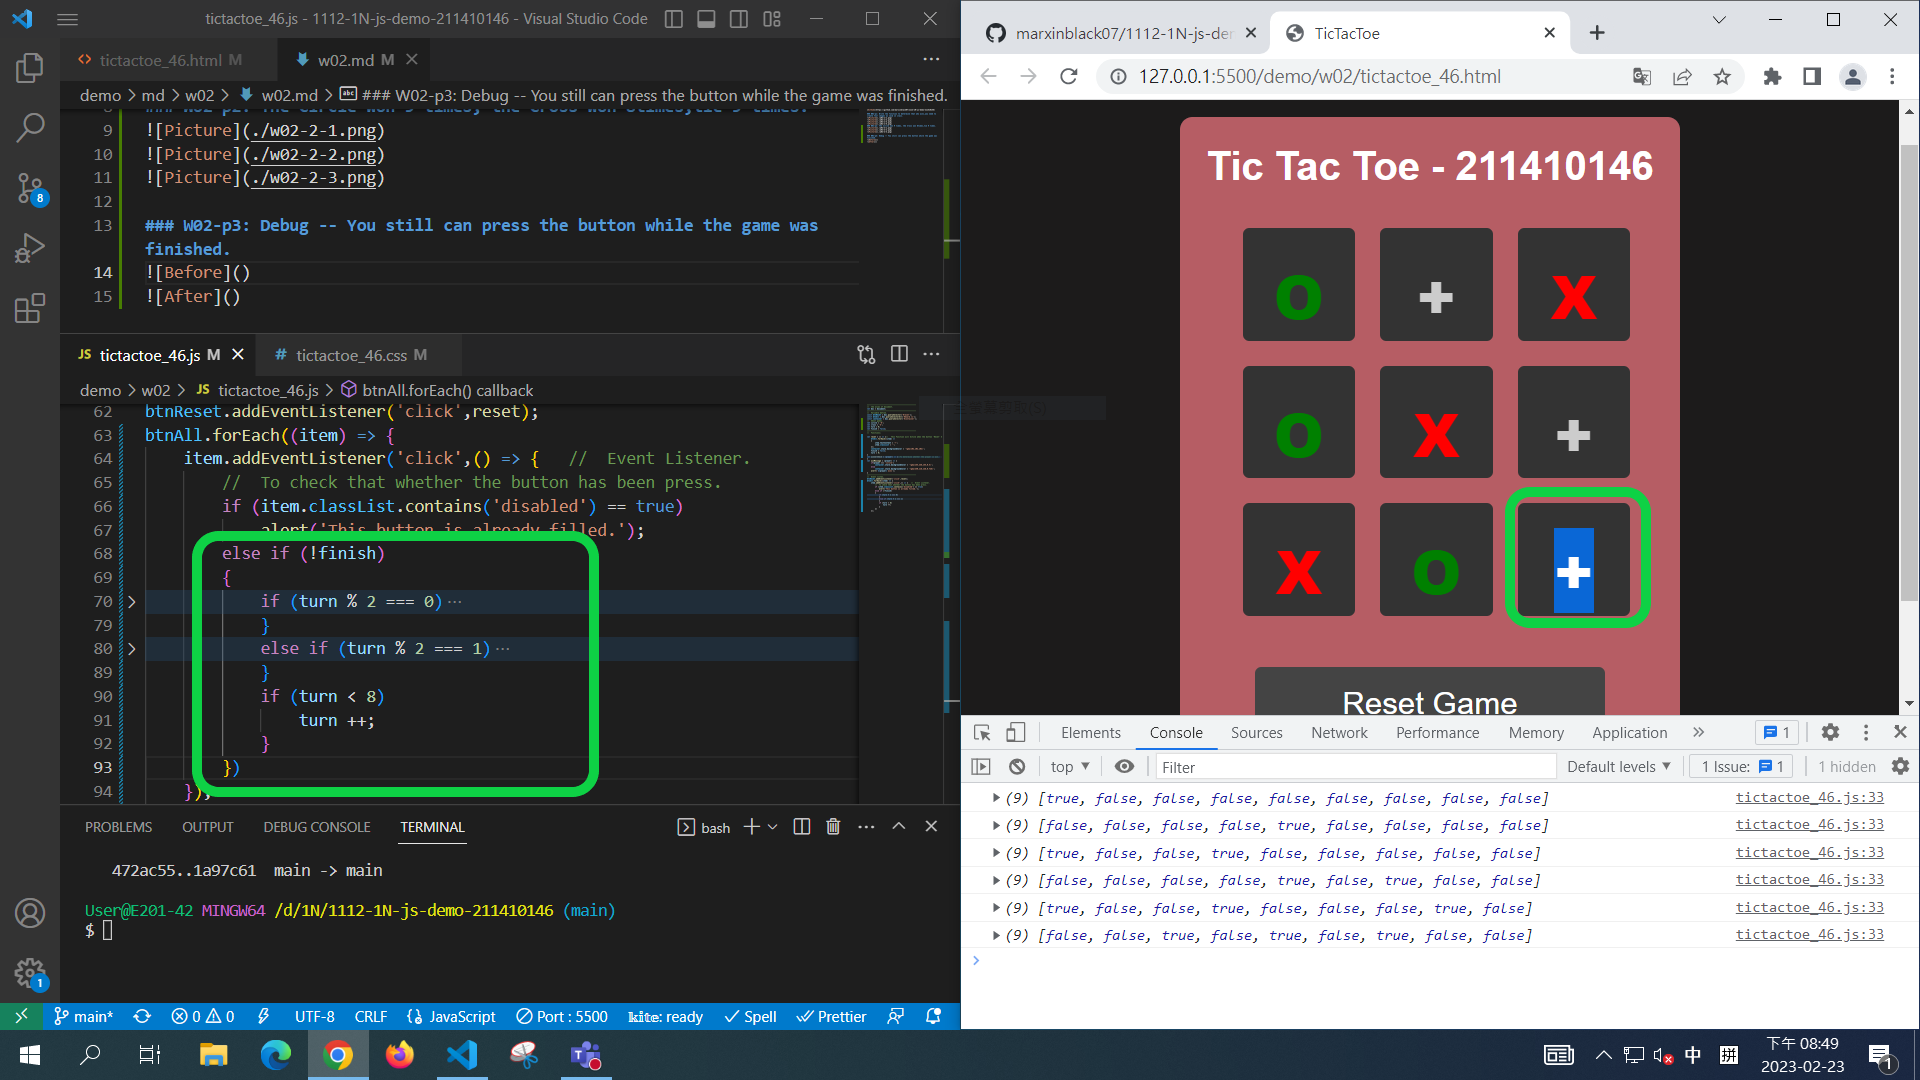 tictactoe_46.js - 1112-1N-js-demo-211410146 - Visual Studio Code
tictactoe_46.html M
w02.md M
demo > md > w02 > w02.md > ### W02-p3: Debug -- You still can press the button while the game was finished.
9 ![Picture](./w02-2-1.png)
10 ![Picture](./w02-2-2.png)
11 ![Picture](./w02-2-3.png)
12
13 ### W02-p3: Debug -- You still can press the button while the game was
finished.
14 ![Before]()
15 ![After]()
JS tictactoe_46.js M
# tictactoe_46.css M
demo > w02 > JS tictactoe_46.js > btnAll.forEach() callback
62 btnReset.addEventListener('click',reset);
63 btnAll.forEach((item) => {
64 item.addEventListener('click',() => { // Event Listener.
65 // To check that whether the button has been press.
66 if (item.classList.contains('disabled') == true)
67 alert('This button is already filled.');
68 else if (!finish)
69 {
70 if (turn % 2 === 0) ···
79 }
80 else if (turn % 2 === 1) ···
89 }
90 if (turn < 8)
91 turn ++;
92 }
93 })
94 });
PROBLEMS OUTPUT DEBUG CONSOLE TERMINAL
bash
472ac55..1a97c61 main -> main
User@E201-42 MINGW64 /d/1N/1112-1N-js-demo-211410146 (main)
$
8
1
main* 0 0 UTF-8 CRLF JavaScript Port : 5500 kite: ready Spell Prettier
marxinblack07/1112-1N-js-de
TicTacToe
127.0.0.1:5500/demo/w02/tictactoe_46.html
Tic Tac Toe - 211410146
O + X
O X +
X O +
Reset Game
Elements Console Sources Network Performance Memory Application » 1
top Filter Default levels 1 Issue: 1 1 hidden
(9) [true, false, false, false, false, false, false, false, false] tictactoe_46.js:33
(9) [false, false, false, false, true, false, false, false, false] tictactoe_46.js:33
(9) [true, false, false, true, false, false, false, false, false] tictactoe_46.js:33
(9) [false, false, false, false, true, false, true, false, false] tictactoe_46.js:33
(9) [true, false, false, true, false, false, false, true, false] tictactoe_46.js:33
(9) [false, false, true, false, true, false, true, false, false] tictactoe_46.js:33
中 拼
下午 08:49
2023-02-23
1